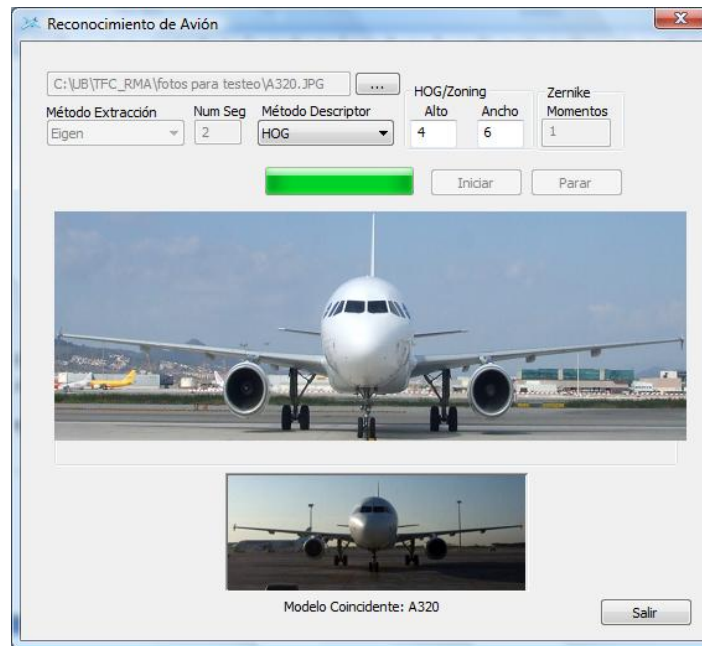 Reconocimiento de Avión
C:\UB\TFC_RMA\fotos para testeo\A320.JPG ...
HOG/Zoning Zernike
Método Extracción Num Seg Método Descriptor Alto Ancho Momentos
Eigen 2 HOG 4 6 1
Iniciar Parar
Modelo Coincidente: A320
Salir